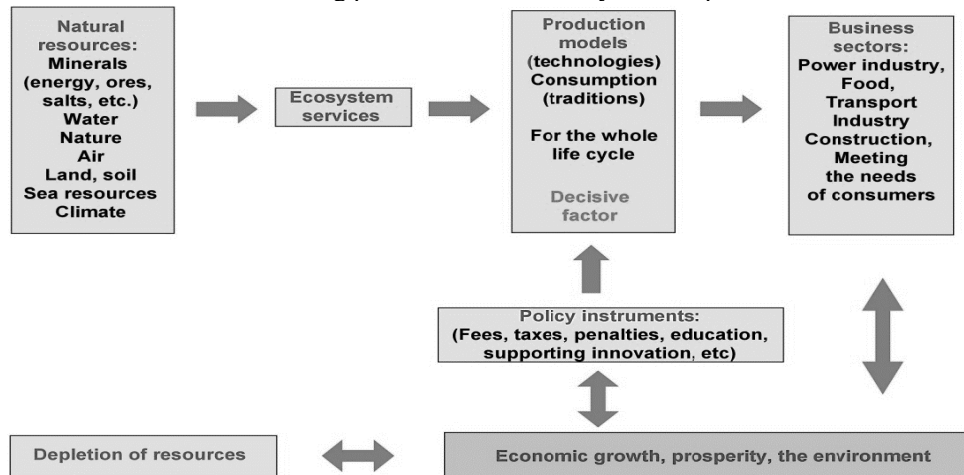 Natural
resources:
Minerals
(energy, ores,
salts, etc.)
Water
Nature
Air
Land, soil
Sea resources
Climate
Ecosystem
services
Production
models
(technologies)
Consumption
(traditions)
For the whole
life cycle
Decisive
factor
Business
sectors:
Power industry,
Food,
Transport
Industry
Construction,
Meeting
the needs
of consumers
Policy instruments:
(Fees, taxes, penalties, education,
supporting innovation, etc)
Depletion of resources
Economic growth, prosperity, the environment